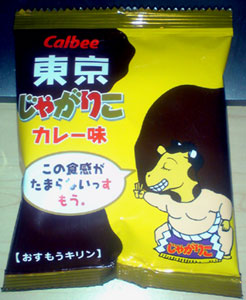 Calbee
東京
じゃがりこ
カレー味
この食感が
たまらないっす
もう。
じゃがりこ
【おすもうキリン】